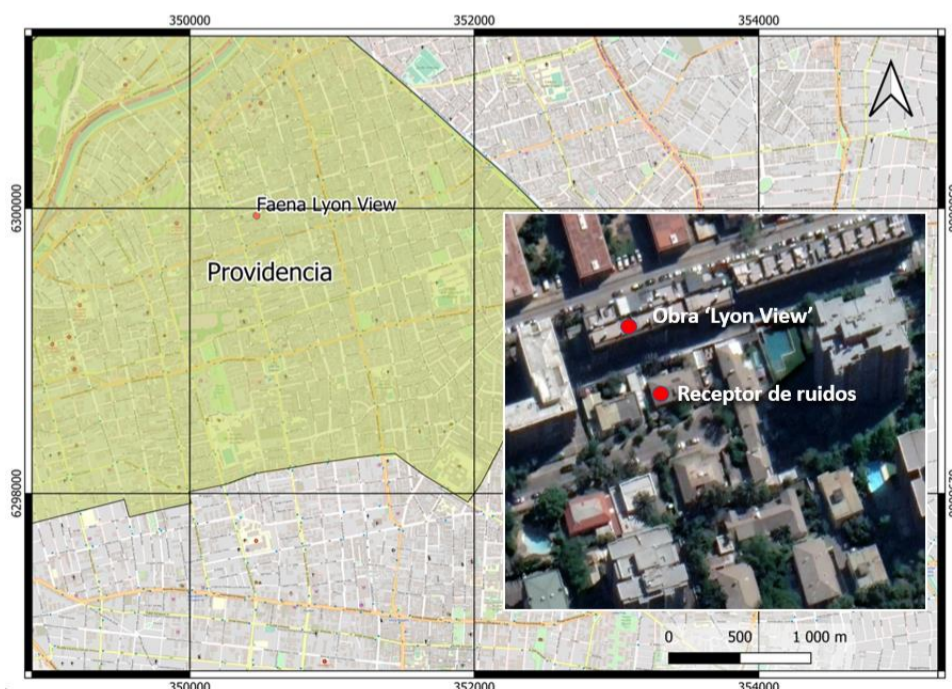 350000 352000 354000
6300000
Faena Lyon View
Providencia
Obra ‘Lyon View’
Receptor de ruidos
6298000
0 500 1 000 m
350000 352000 354000